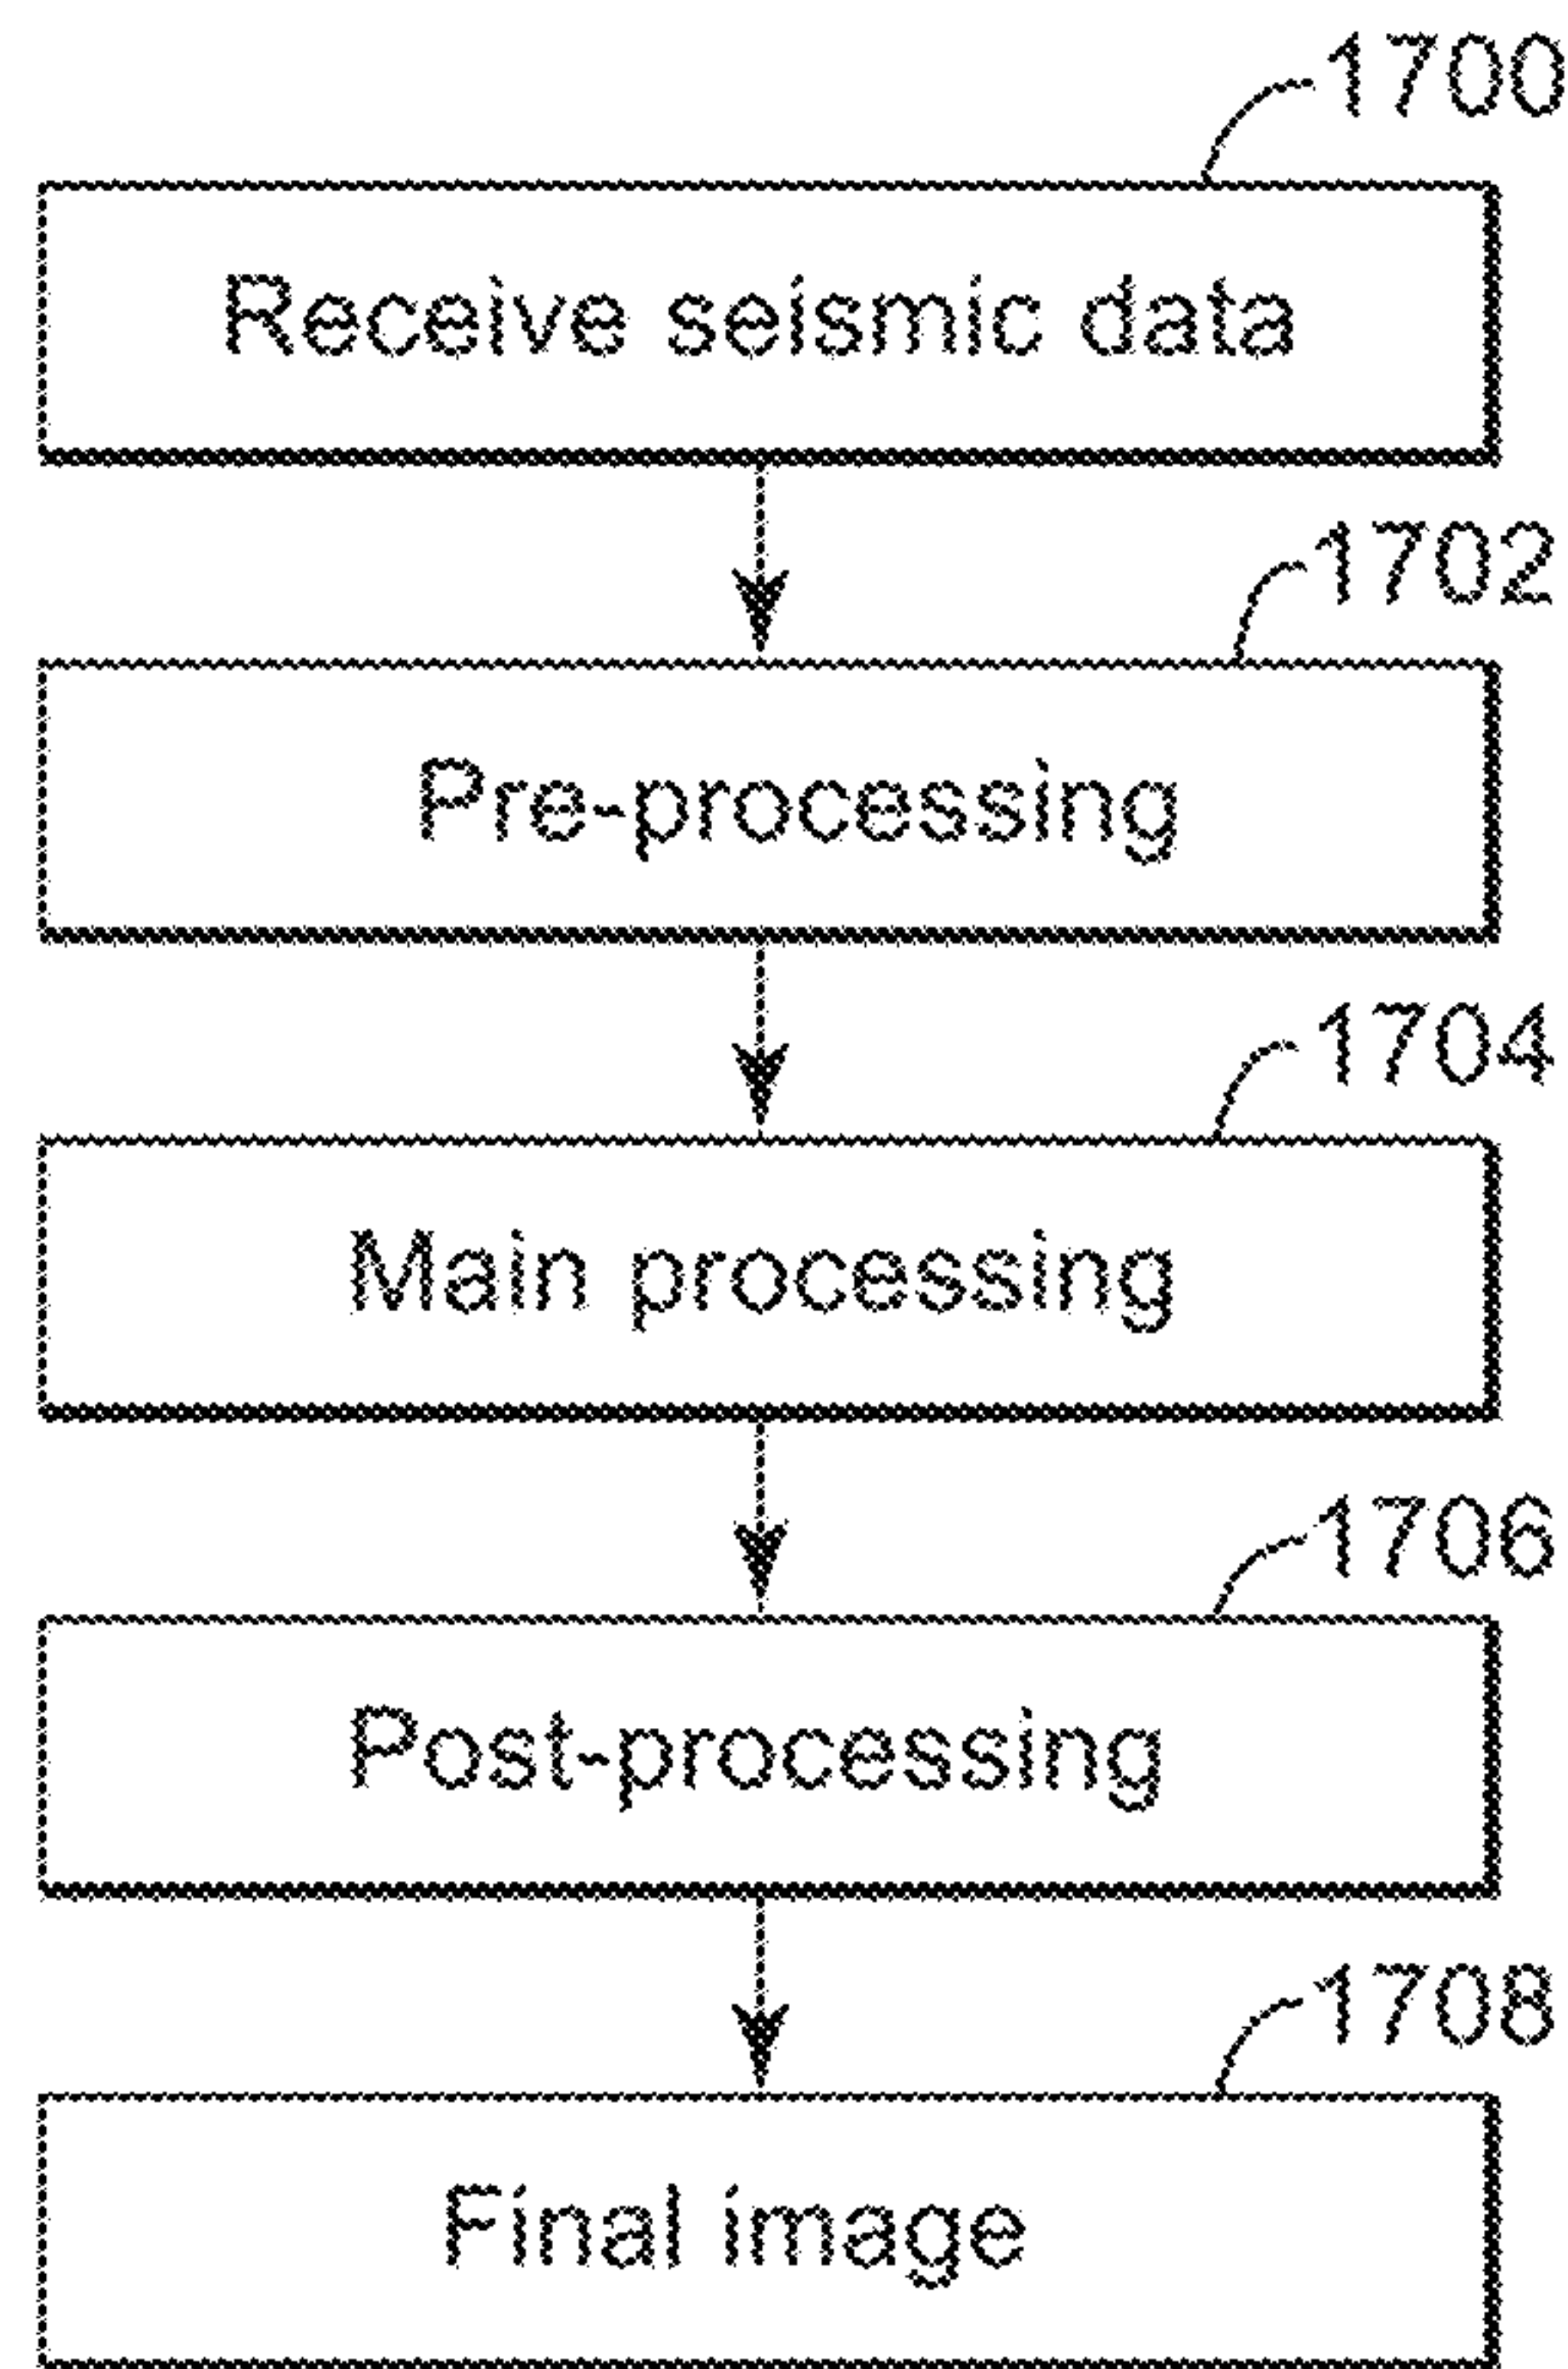 1700
Receive seismic data
1702
Pre-processing
1704
Main processing
1706
Post-processing
1708
Final image